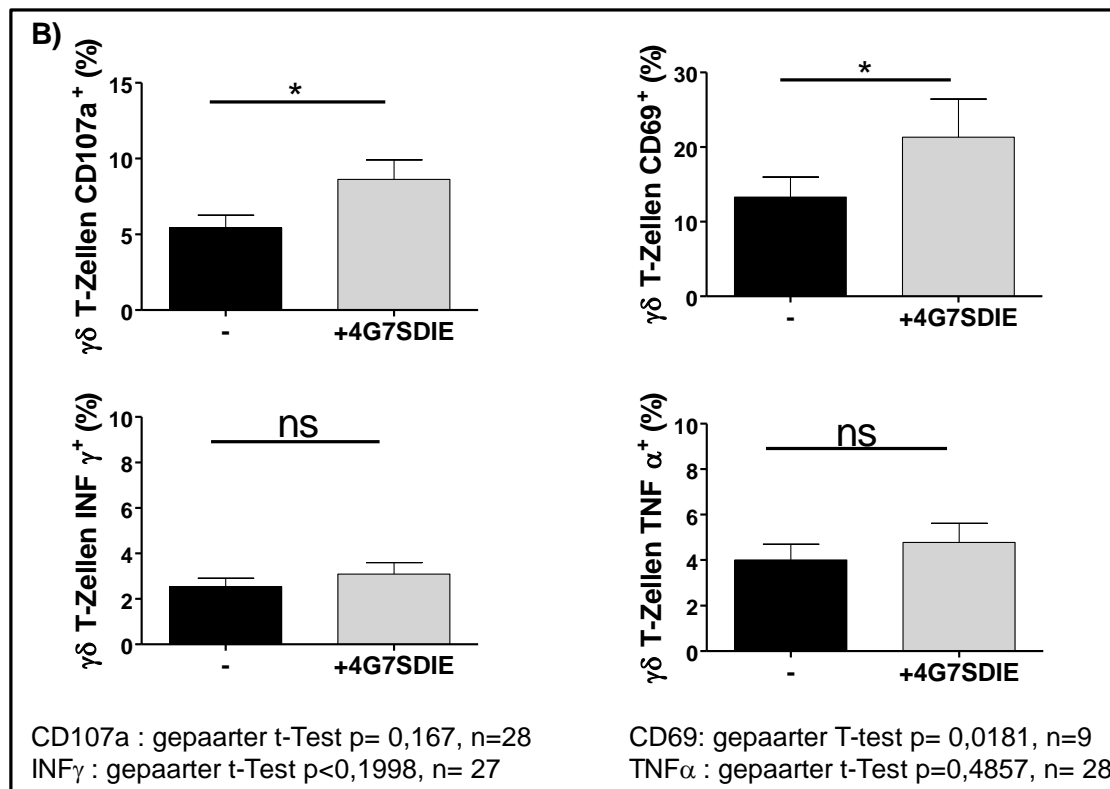 B)
γδ T-Zellen CD107a⁺ (%)
15
10
5
0
*
-
+4G7SDIE
γδ T-Zellen CD69⁺ (%)
30
20
10
0
*
-
+4G7SDIE
γδ T-Zellen INF γ⁺ (%)
10
8
6
4
2
0
ns
-
+4G7SDIE
γδ T-Zellen TNF α⁺ (%)
10
8
6
4
2
0
ns
-
+4G7SDIE
CD107a : gepaarter t-Test p= 0,167, n=28
INFγ : gepaarter t-Test p<0,1998, n= 27
CD69: gepaarter T-test p= 0,0181, n=9
TNFα : gepaarter t-Test p=0,4857, n= 28